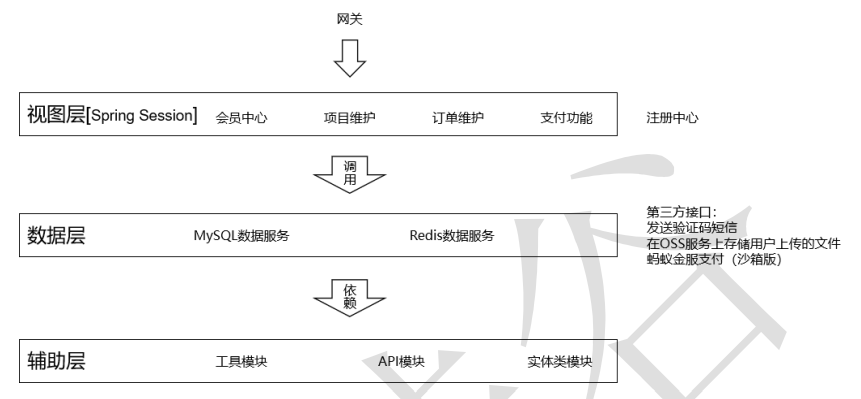 网关
视图层[Spring Session] 会员中心 项目维护 订单维护 支付功能 注册中心
调用
数据层 MySQL数据服务 Redis数据服务
第三方接口：
发送验证码短信
在OSS服务上存储用户上传的文件
蚂蚁金服支付（沙箱版）
依赖
辅助层 工具模块 API模块 实体类模块